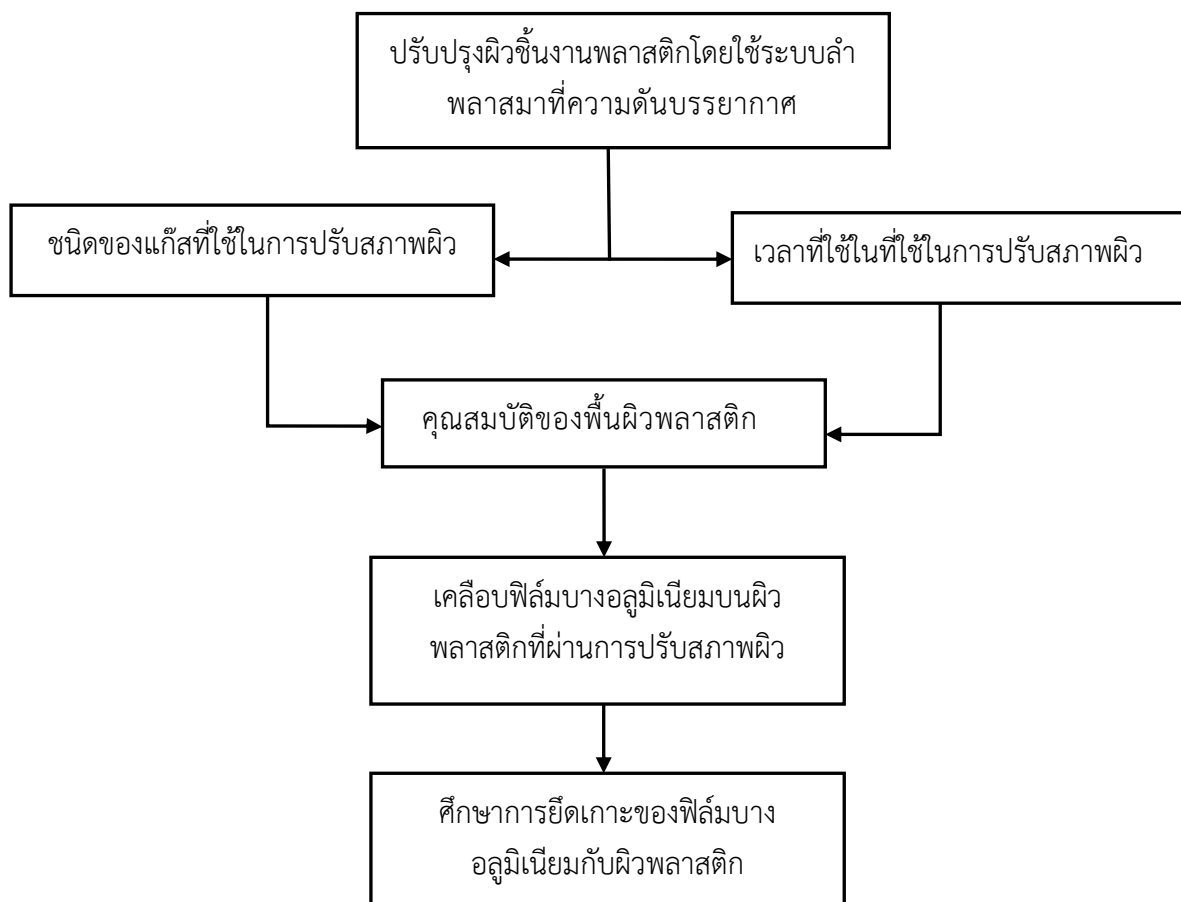 ปรับปรุงผิวชิ้นงานพลาสติกโดยใช้ระบบลำ
พลาสมาที่ความดันบรรยากาศ
ชนิดของแก๊สที่ใช้ในการปรับสภาพผิว
เวลาที่ใช้ในที่ใช้ในการปรับสภาพผิว
คุณสมบัติของพื้นผิวพลาสติก
เคลือบฟิล์มบางอลูมิเนียมบนผิว
พลาสติกที่ผ่านการปรับสภาพผิว
ศึกษาการยึดเกาะของฟิล์มบาง
อลูมิเนียมกับผิวพลาสติก